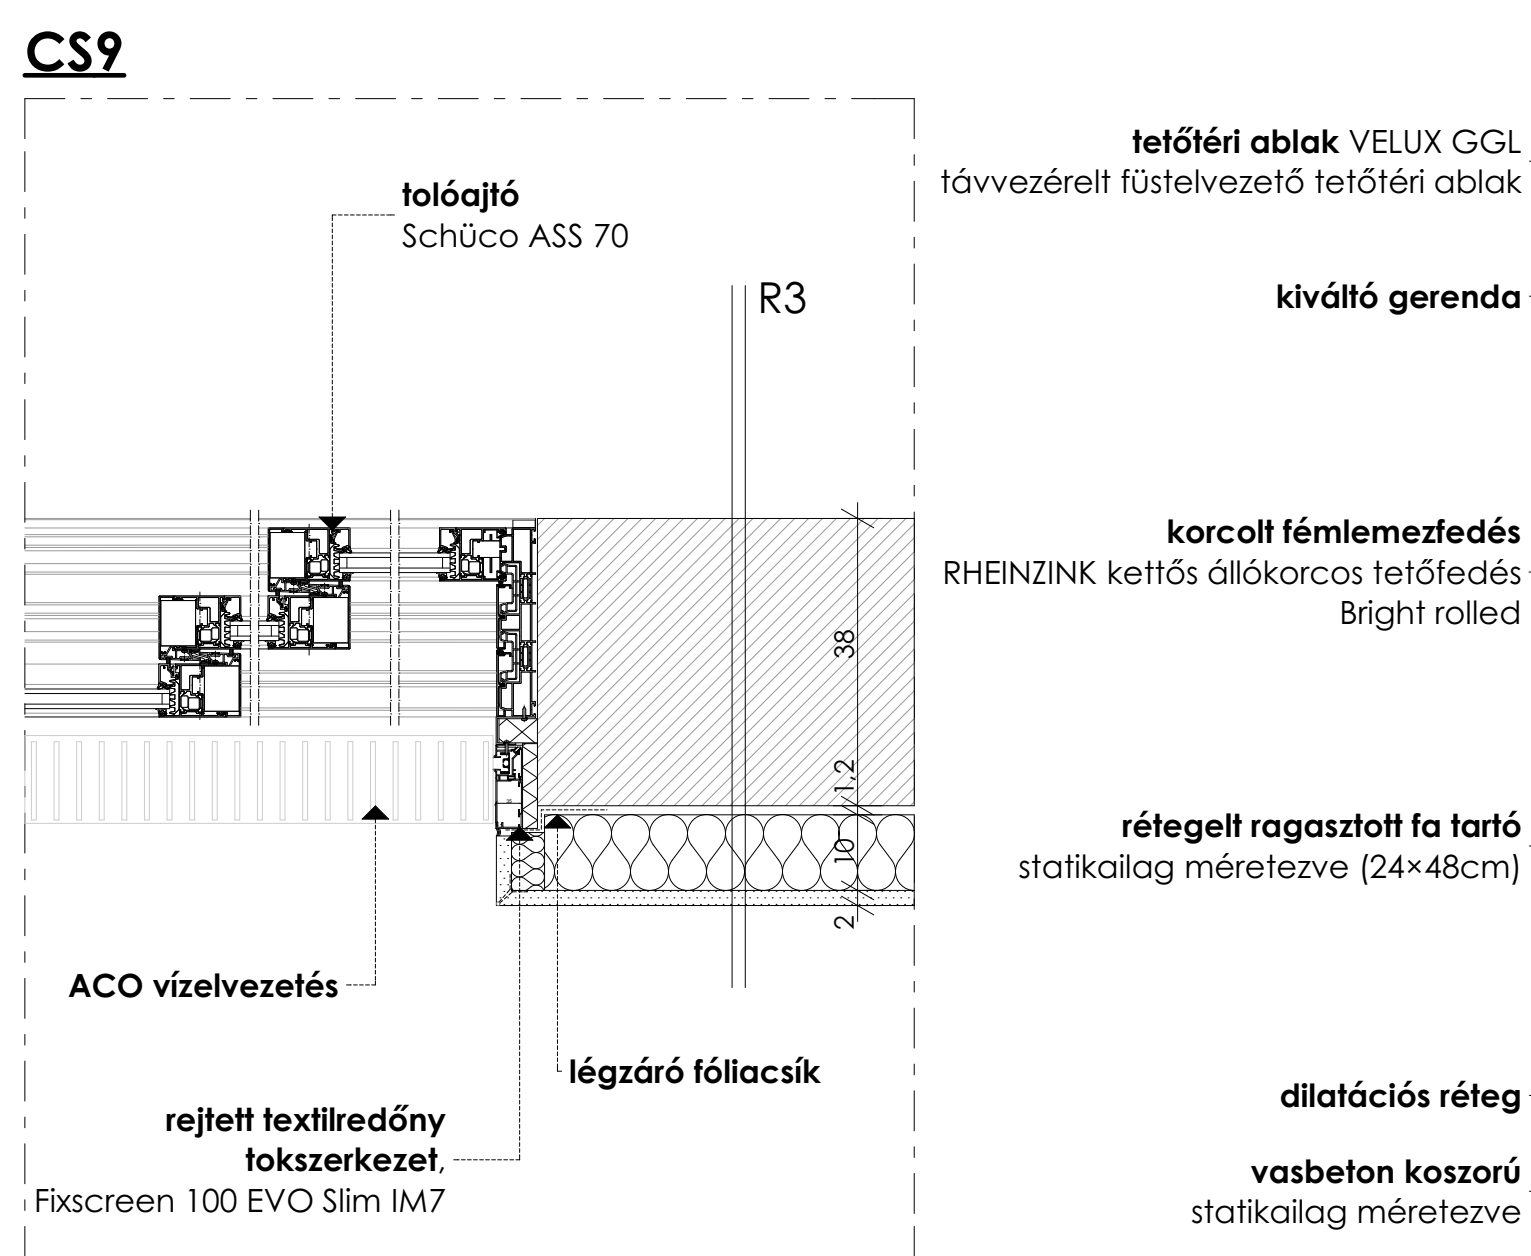 CS9
tolóajtó
Schüco ASS 70
R3
38
1,2
10
2
ACO vízelvezetés
légzáró fóliacsík
rejtett textilredőny
tokszerkezet,
Fixscreen 100 EVO Slim IM7
tetőtéri ablak VELUX GGL
távvezérelt füstelvezető tetőtéri ablak
kiváltó gerenda
korcolt fémlemezfedés
RHEINZINK kettős állókorcos tetőfedés
Bright rolled
rétegelt ragasztott fa tartó
statikailag méretezve (24×48cm)
dilatációs réteg
vasbeton koszorú
statikailag méretezve